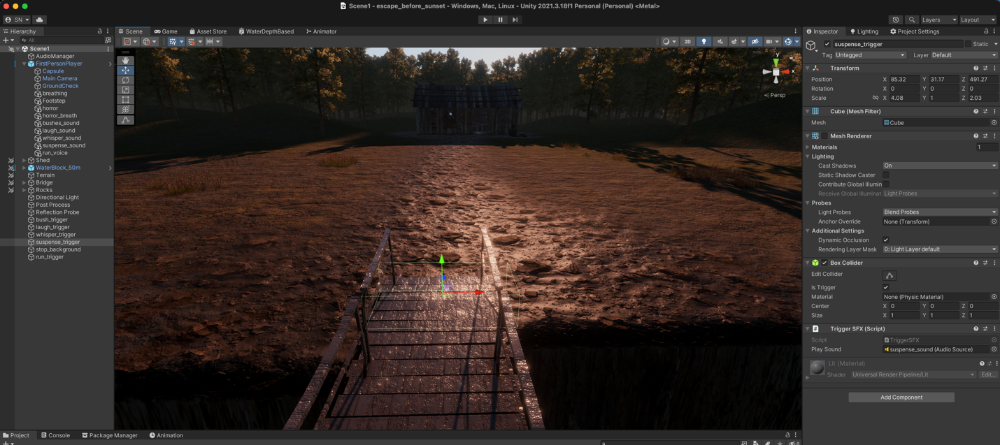 Scene1 - escape_before_sunset - Windows, Mac, Linux - Unity 2021.3.18f1 Personal (Personal) <Metal>
SN
Layers
Layout
Hierarchy
All
Scene1
AudioManager
FirstPersonPlayer
Capsule
Main Camera
GroundCheck
breathing
Footstep
horror
horror_breath
bushes_sound
laugh_sound
whisper_sound
suspense_sound
run_voice
Shed
WaterBlock_50m
Terrain
Bridge
Rocks
Directional Light
Post Process
Reflection Probe
bush_trigger
laugh_trigger
whisper_trigger
suspense_trigger
stop_background
run_trigger
Scene
Game
Asset Store
WaterDepthBased
Animator
2D
y
x
< Persp
Inspector
Lighting
Project Settings
suspense_trigger
Static
Tag Untagged
Layer Default
Transform
Position X 85.32 Y 31.17 Z 491.27
Rotation X 0 Y 0 Z 0
Scale X 4.08 Y 1 Z 2.03
Cube (Mesh Filter)
Mesh Cube
Mesh Renderer
Materials 1
Lighting
Cast Shadows On
Static Shadow Caster
Contribute Global Illumin
Receive Global Illuminat Light Probes
Probes
Light Probes Blend Probes
Anchor Override None (Transform)
Additional Settings
Dynamic Occlusion
Rendering Layer Mask 0: Light Layer default
Box Collider
Edit Collider
Is Trigger
Material None (Physic Material)
Center X 0 Y 0 Z 0
Size X 1 Y 1 Z 1
# Trigger SFX (Script)
Script TriggerSFX
Play Sound suspense_sound (Audio Source)
Lit (Material)
Shader Universal Render Pipeline/Lit Edit...
Add Component
Project
Console
Package Manager
Animation
8